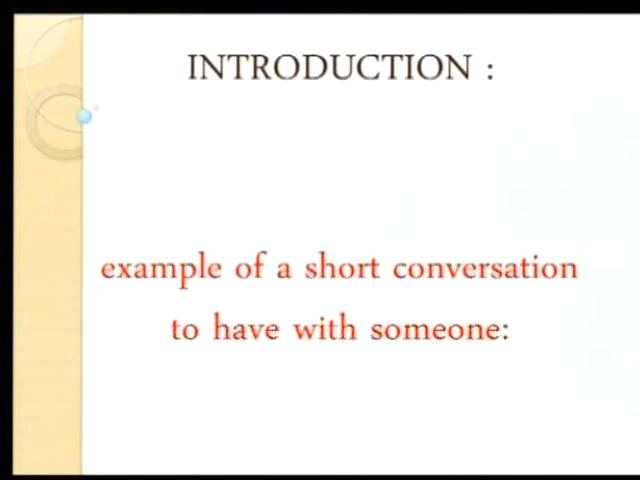 INTRODUCTION :
example of a short conversation
to have with someone: